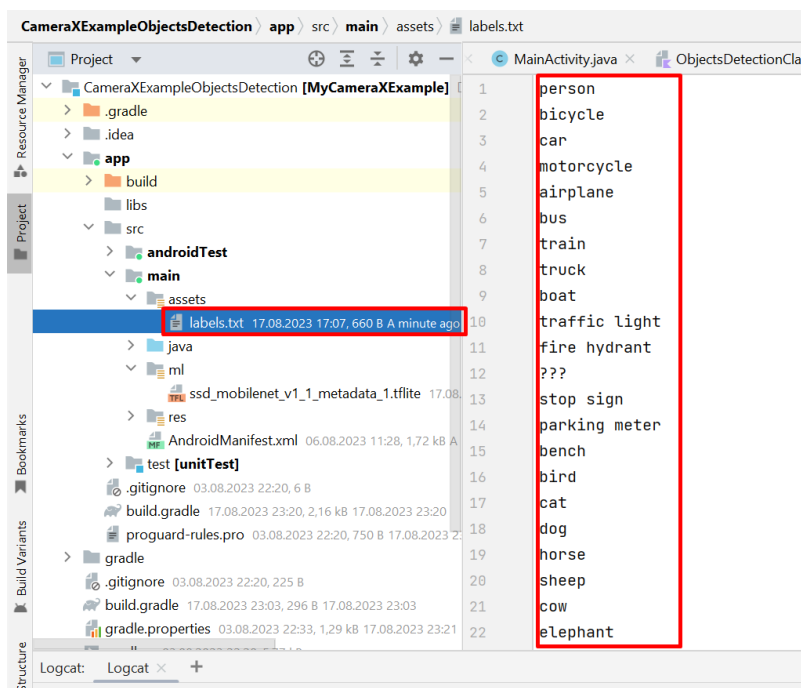 CameraXExampleObjectsDetection > app > src > main > assets > labels.txt
Project
MainActivity.java
ObjectsDetectionCla
Resource Manager
Project
Bookmarks
Build Variants
Structure
CameraXExampleObjectsDetection [MyCameraXExample]
.gradle
.idea
app
build
libs
src
androidTest
main
assets
labels.txt 17.08.2023 17:07, 660 B A minute ago
java
ml
TFL ssd_mobilenet_v1_1_metadata_1.tflite 17.08.
res
MF AndroidManifest.xml 06.08.2023 11:28, 1,72 kB A
test [unitTest]
.gitignore 03.08.2023 22:20, 6 B
build.gradle 17.08.2023 23:20, 2,16 kB 17.08.2023 23:20
proguard-rules.pro 03.08.2023 22:20, 750 B 17.08.2023 2
gradle
.gitignore 03.08.2023 22:20, 225 B
build.gradle 17.08.2023 23:03, 296 B 17.08.2023 23:03
gradle.properties 03.08.2023 22:33, 1,29 kB 17.08.2023 23:21
1 person
2 bicycle
3 car
4 motorcycle
5 airplane
6 bus
7 train
8 truck
9 boat
10 traffic light
11 fire hydrant
12 ???
13 stop sign
14 parking meter
15 bench
16 bird
17 cat
18 dog
19 horse
20 sheep
21 cow
22 elephant
Logcat: Logcat × +